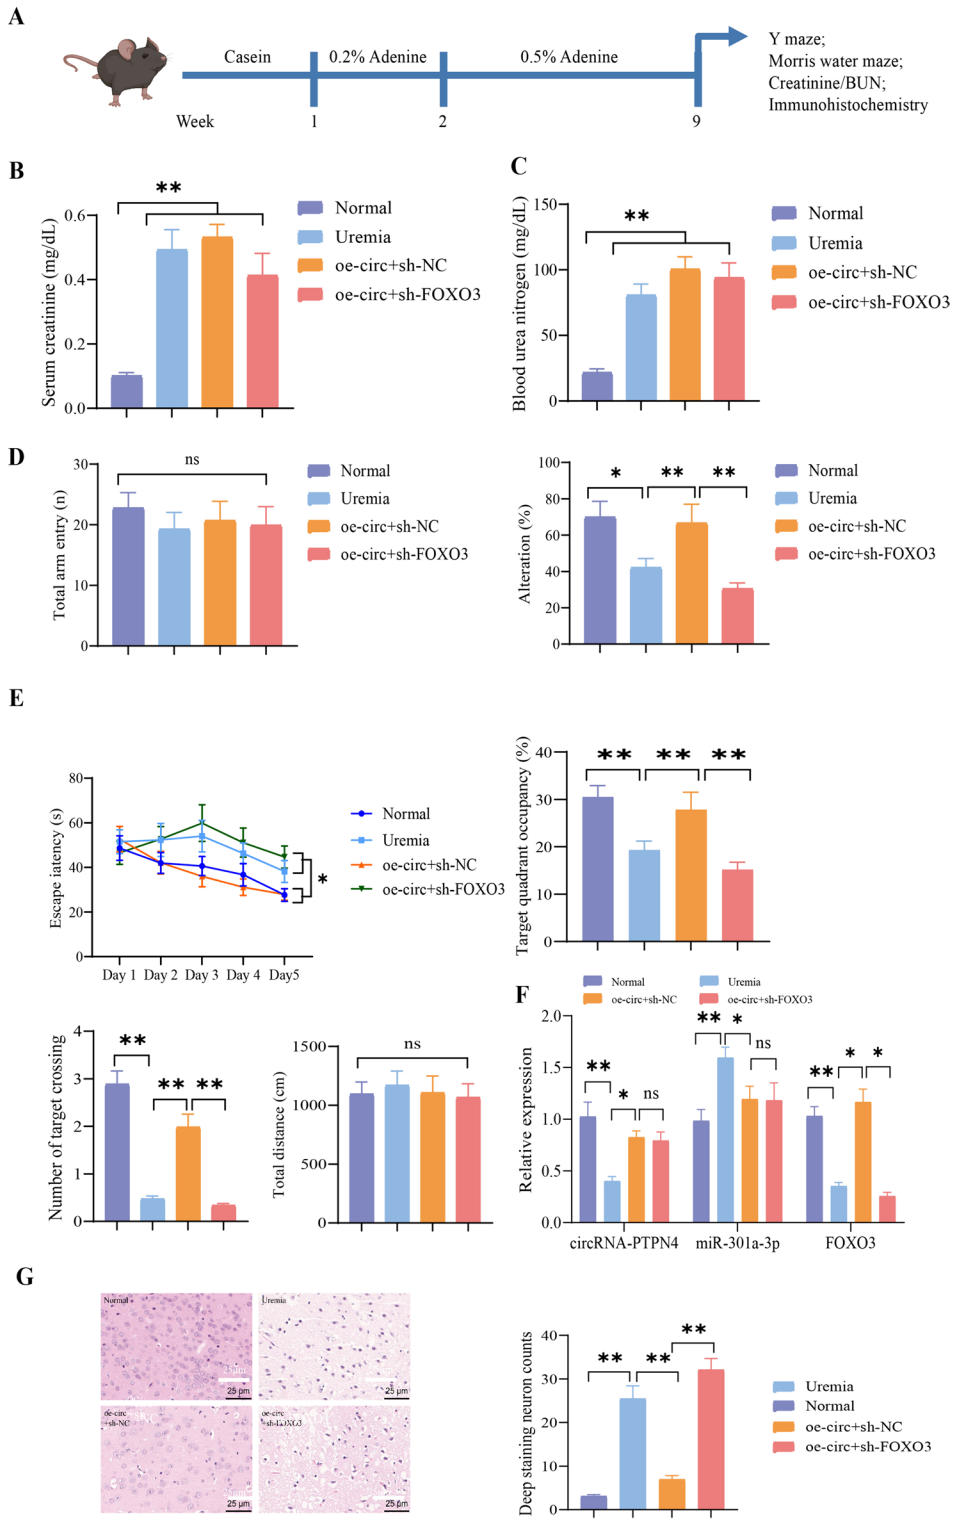 A
Casein
0.2% Adenine
0.5% Adenine
Week
1
2
9
Y maze;
Morris water maze;
Creatinine/BUN;
Immunohistochemistry
B
Serum creatinine (mg/dL)
0.6
0.4
0.2
0.0
**
Normal
Uremia
oe-circ+sh-NC
oe-circ+sh-FOXO3
C
Blood urea nitrogen (mg/dL)
150
100
50
0
**
Normal
Uremia
oe-circ+sh-NC
oe-circ+sh-FOXO3
D
Total arm entry (n)
30
20
10
0
ns
Normal
Uremia
oe-circ+sh-NC
oe-circ+sh-FOXO3
Alteration (%)
100
80
60
40
20
0
* ** **
Normal
Uremia
oe-circ+sh-NC
oe-circ+sh-FOXO3
E
Escape latency (s)
80
60
40
20
0
Day 1 Day 2 Day 3 Day 4 Day5
*
Normal
Uremia
oe-circ+sh-NC
oe-circ+sh-FOXO3
Target quadrant occupancy (%)
40
30
20
10
0
** ** **
Number of target crossing
4
3
2
1
0
** ** **
Total distance (cm)
1500
1000
500
0
ns
F
Normal
Uremia
oe-circ+sh-NC
oe-circ+sh-FOXO3
Relative expression
2.0
1.5
1.0
0.5
0.0
** * ns
** * ns
** * *
circRNA-PTPN4
miR-301a-3p
FOXO3
G
Normal
25μm
25 μm
Uremia
25 μm
oe-circ
+sh-NC
25 μm
oe-circ
+sh-FOXO3
25 μm
Deep staining neuron counts
40
30
20
10
0
** ** **
Uremia
Normal
oe-circ+sh-NC
oe-circ+sh-FOXO3